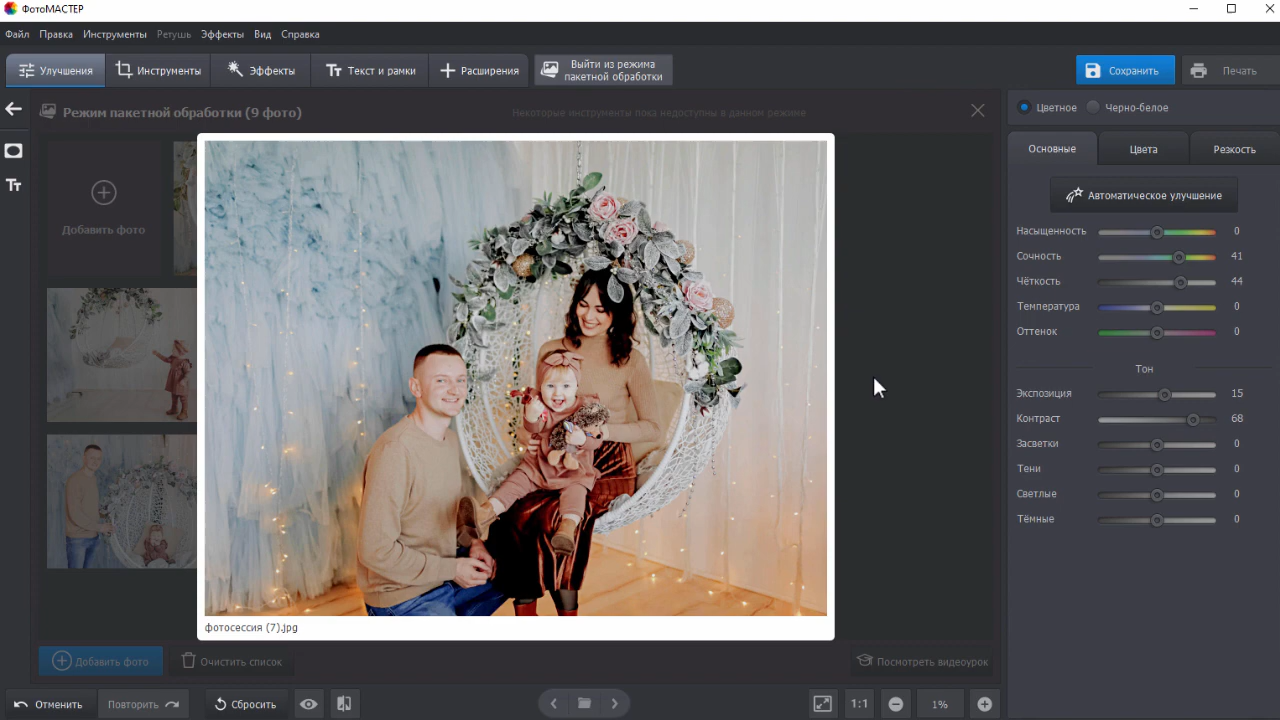 ФотоМАСТЕР
Файл Правка Инструменты Ретушь Эффекты Вид Справка
Улучшения Инструменты Эффекты Текст и рамки Расширения
Выйти из режима
пакетной обработки
Сохранить Печать
Режим пакетной обработки (9 фото)
Некоторые инструменты пока недоступны в данном режиме
Цветное Черно-белое
Основные Цвета Резкость
Автоматическое улучшение
Добавить фото
Насыщенность 0
Сочность 41
Чёткость 44
Температура 0
Оттенок 0
Тон
Экспозиция 15
Контраст 68
Засветки 0
Тени 0
Светлые 0
Тёмные 0
фотосессия (7).jpg
Добавить фото Очистить список Посмотреть видеоурок
Отменить Повторить Сбросить 1:1 1%